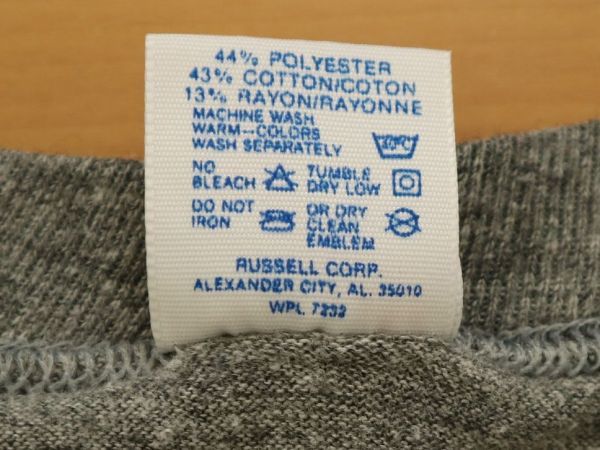 44% POLYESTER
43% COTTON/COTON
13% RAYON/RAYONNE
MACHINE WASH
WARM-COLORS
WASH SEPARATELY
40°C
NO BLEACH TUMBLE DRY LOW
DO NOT IRON OR DRY CLEAN EMBLEM
RUSSELL CORP.
ALEXANDER CITY, AL. 35010
WPL 7232